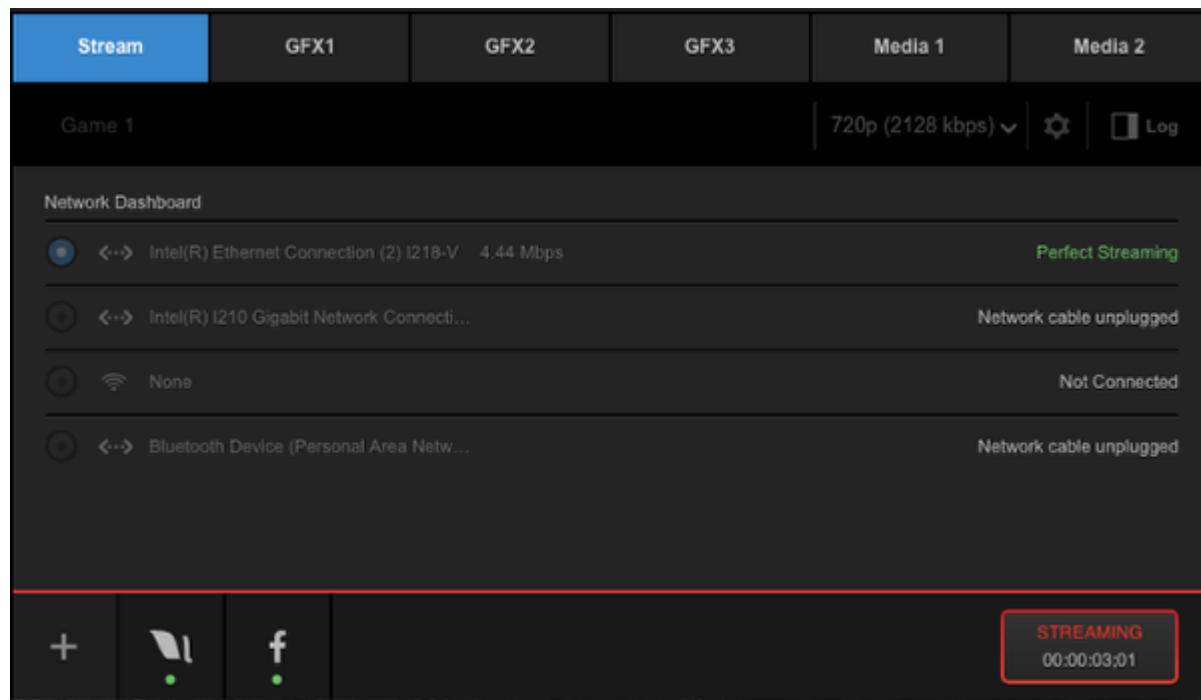 Stream GFX1 GFX2 GFX3 Media 1 Media 2
Game 1 720p (2128 kbps) Log
Network Dashboard
Intel(R) Ethernet Connection (2) I218-V 4.44 Mbps Perfect Streaming
Intel(R) I210 Gigabit Network Connecti... Network cable unplugged
None Not Connected
Bluetooth Device (Personal Area Netw... Network cable unplugged
STREAMING
00:00:03;01